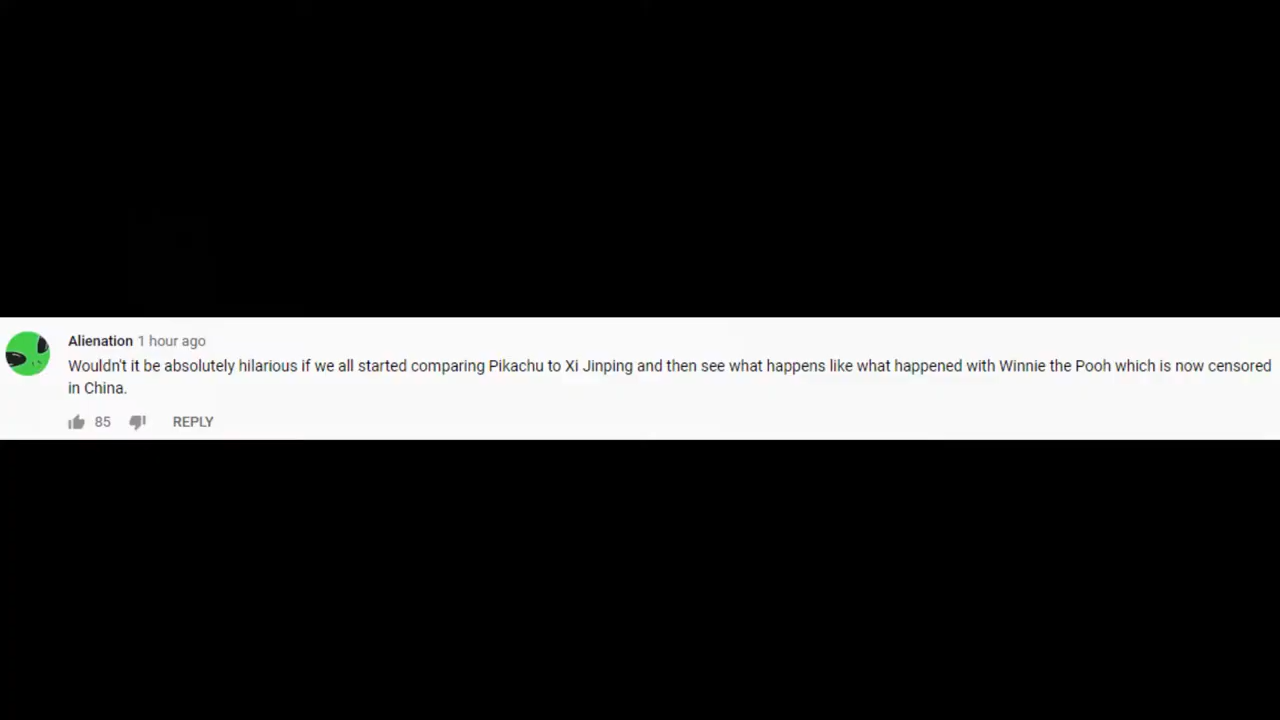 Alienation 1 hour ago
Wouldn't it be absolutely hilarious if we all started comparing Pikachu to Xi Jinping and then see what happens like what happened with Winnie the Pooh which is now censored
in China.
85 REPLY